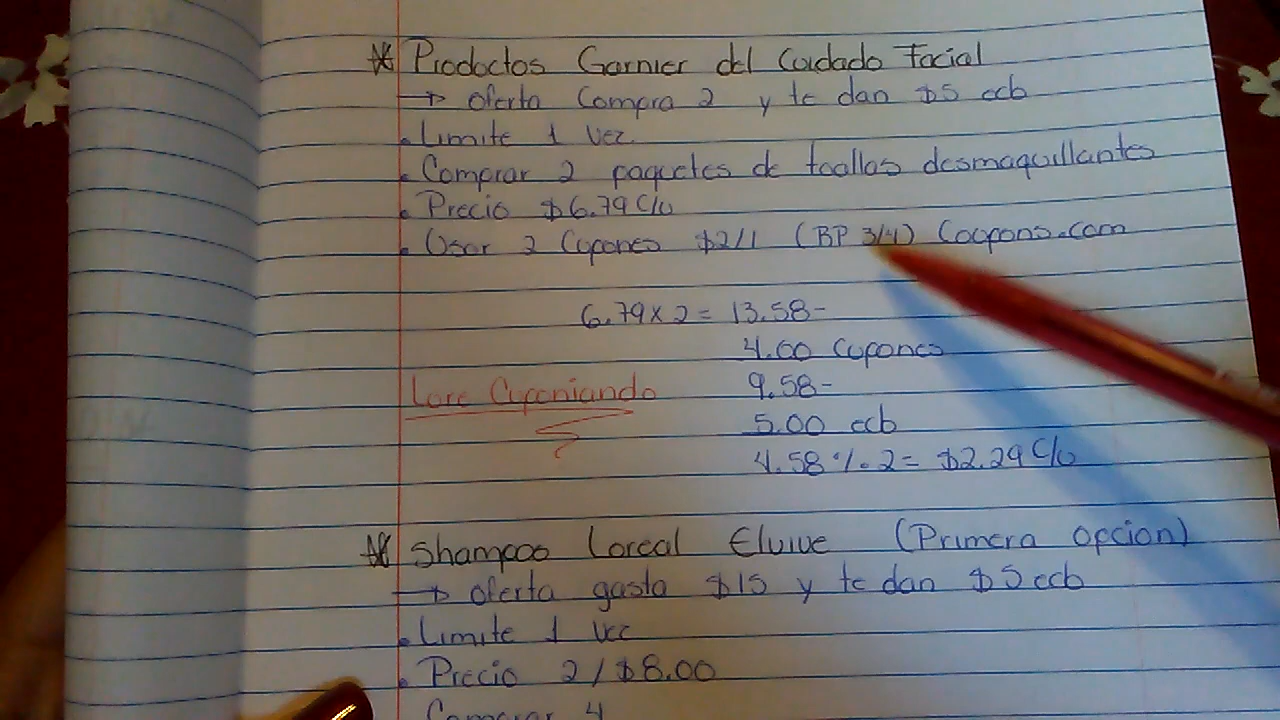 * Productos Garnier del Cuidado Facial
→ oferta Compra 2 y te dan $5 ecb
• Limite 1 vez.
• Comprar 2 paquetes de toallas desmaquillantes
• Precio $6.79 c/u
• Usar 2 Cupones $2/1 (BP 3/4) Coupons.com
6.79 x 2 = 13.58-
4.00 Cupones
9.58-
Lore Cuponiando
5.00 ecb
4.58 % 2 = $2.29 c/u
* Shampoo Loreal Elvive (Primera opcion)
→ oferta gasta $15 y te dan $5 ecb
• Limite 1 vez
• Precio 2/$8.00
Comprar 4